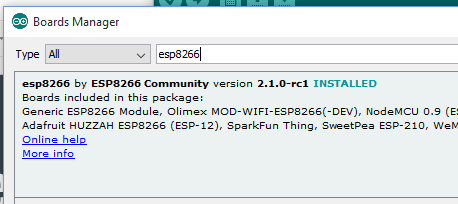 Boards Manager
Type All esp8266
esp8266 by ESP8266 Community version 2.1.0-rc1 INSTALLED
Boards included in this package:
Generic ESP8266 Module, Olimex MOD-WIFI-ESP8266(-DEV), NodeMCU 0.9 (ES
Adafruit HUZZAH ESP8266 (ESP-12), SparkFun Thing, SweetPea ESP-210, WeM
Online help
More info